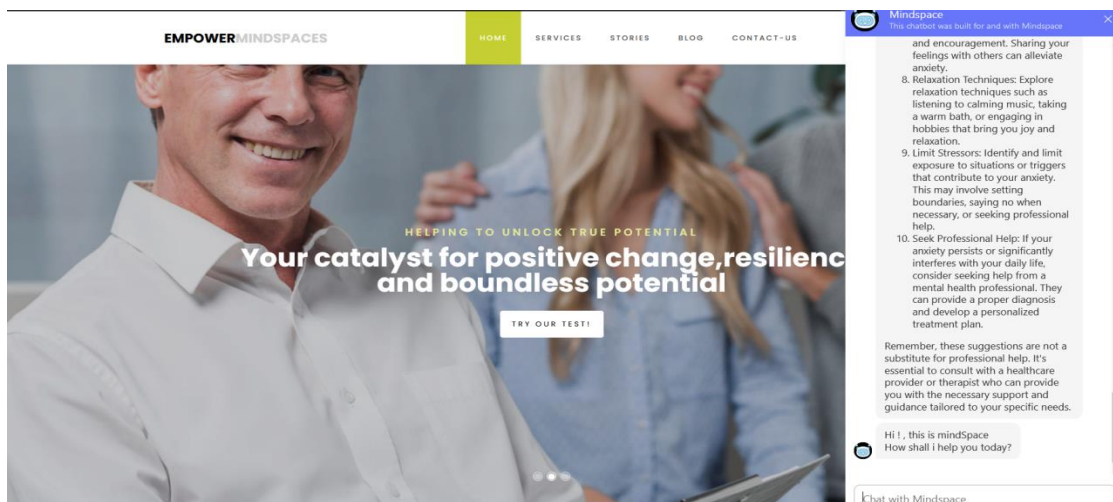 EMPOWERMINDSPACES
HOME SERVICES STORIES BLOG CONTACT-US
HELPING TO UNLOCK TRUE POTENTIAL
Your catalyst for positive change,resilienc
and boundless potential
TRY OUR TEST!
Mindspace
This chatbot was built for and with Mindspace
and encouragement. Sharing your
feelings with others can alleviate
anxiety.
8. Relaxation Techniques: Explore
relaxation techniques such as
listening to calming music, taking
a warm bath, or engaging in
hobbies that bring you joy and
relaxation.
9. Limit Stressors: Identify and limit
exposure to situations or triggers
that contribute to your anxiety.
This may involve setting
boundaries, saying no when
necessary, or seeking professional
help.
10. Seek Professional Help: If your
anxiety persists or significantly
interferes with your daily life,
consider seeking help from a
mental health professional. They
can provide a proper diagnosis
and develop a personalized
treatment plan.
Remember, these suggestions are not a
substitute for professional help. It's
essential to consult with a healthcare
provider or therapist who can provide
you with the necessary support and
guidance tailored to your specific needs.
Hi ! , this is mindSpace
How shall i help you today?
Chat with Mindspace